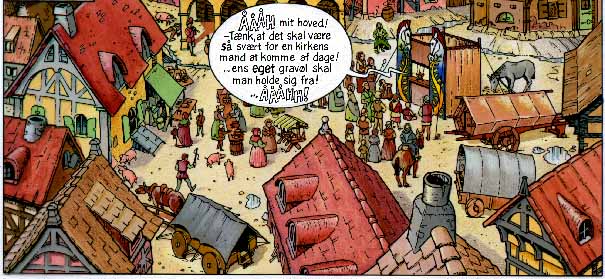 ÅÅÅH mit hoved!
-Tænk, at det skal være
så svært for en kirkens
mand at komme af dage!
..ens eget gravøl skal
man holde sig fra!
..ÅÅÅHH!